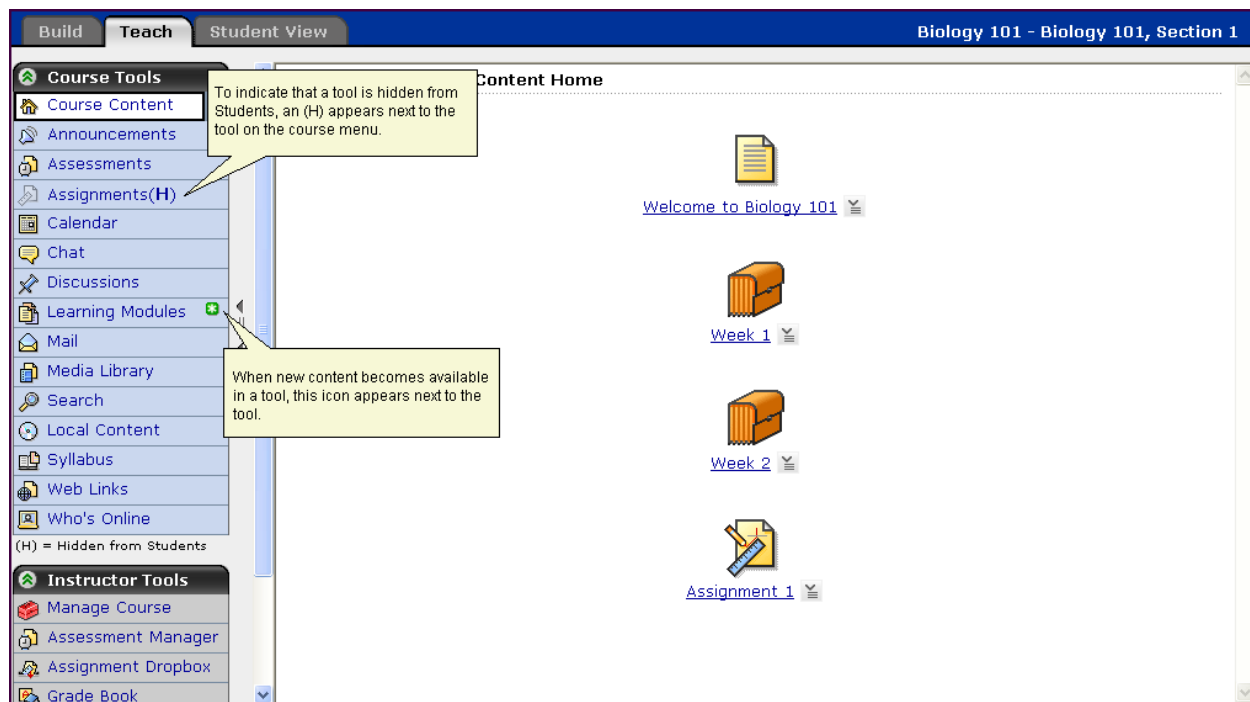 Build
Teach
Student View
Biology 101 - Biology 101, Section 1
Course Tools
Course Content
Announcements
Assessments
Assignments(H)
Calendar
Chat
Discussions
Learning Modules
Mail
Media Library
Search
Local Content
Syllabus
Web Links
Who's Online
(H) = Hidden from Students
Instructor Tools
Manage Course
Assessment Manager
Assignment Dropbox
Grade Book
To indicate that a tool is hidden from
Students, an (H) appears next to the
tool on the course menu.
When new content becomes available
in a tool, this icon appears next to the
tool.
Content Home
Welcome to Biology 101
Week 1
Week 2
Assignment 1